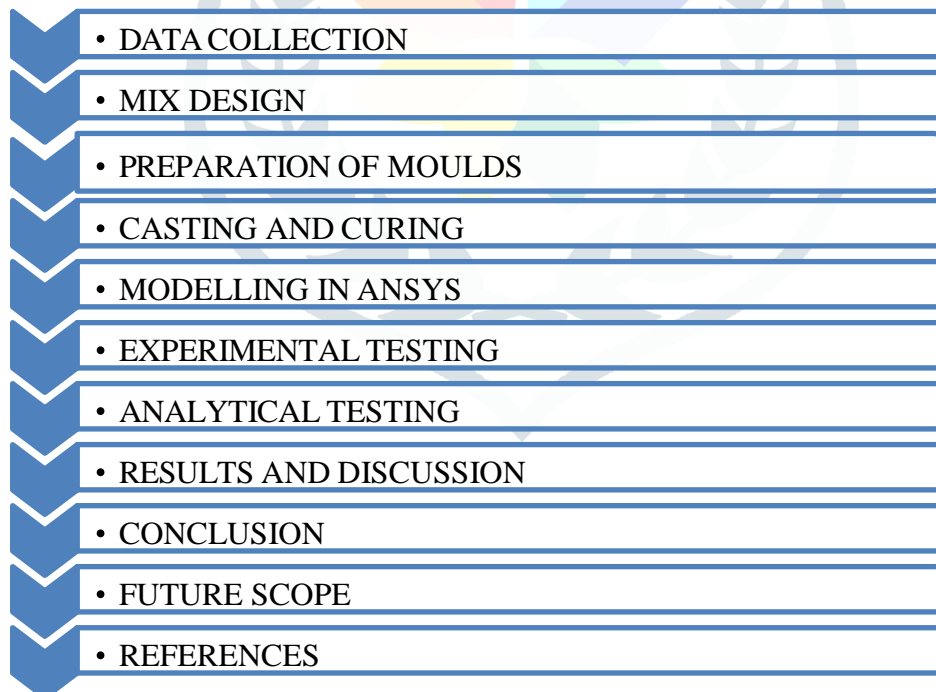 • DATA COLLECTION
• MIX DESIGN
• PREPARATION OF MOULDS
• CASTING AND CURING
• MODELLING IN ANSYS
• EXPERIMENTAL TESTING
• ANALYTICAL TESTING
• RESULTS AND DISCUSSION
• CONCLUSION
• FUTURE SCOPE
• REFERENCES